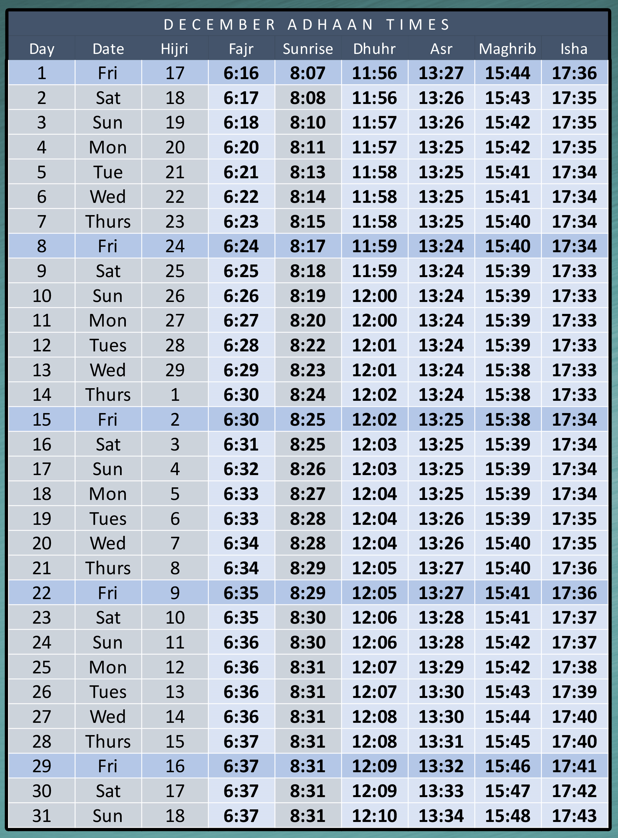 DECEMBER ADHAAN TIMES
Day Date Hijri Fajr Sunrise Dhuhr Asr Maghrib Isha
1 Fri 17 6:16 8:07 11:56 13:27 15:44 17:36
2 Sat 18 6:17 8:08 11:56 13:26 15:43 17:35
3 Sun 19 6:18 8:10 11:57 13:26 15:42 17:35
4 Mon 20 6:20 8:11 11:57 13:25 15:42 17:35
5 Tue 21 6:21 8:13 11:58 13:25 15:41 17:34
6 Wed 22 6:22 8:14 11:58 13:25 15:41 17:34
7 Thurs 23 6:23 8:15 11:58 13:25 15:40 17:34
8 Fri 24 6:24 8:17 11:59 13:24 15:40 17:34
9 Sat 25 6:25 8:18 11:59 13:24 15:39 17:33
10 Sun 26 6:26 8:19 12:00 13:24 15:39 17:33
11 Mon 27 6:27 8:20 12:00 13:24 15:39 17:33
12 Tues 28 6:28 8:22 12:01 13:24 15:39 17:33
13 Wed 29 6:29 8:23 12:01 13:24 15:38 17:33
14 Thurs 1 6:30 8:24 12:02 13:24 15:38 17:33
15 Fri 2 6:30 8:25 12:02 13:25 15:38 17:34
16 Sat 3 6:31 8:25 12:03 13:25 15:39 17:34
17 Sun 4 6:32 8:26 12:03 13:25 15:39 17:34
18 Mon 5 6:33 8:27 12:04 13:25 15:39 17:34
19 Tues 6 6:33 8:28 12:04 13:26 15:39 17:35
20 Wed 7 6:34 8:28 12:04 13:26 15:40 17:35
21 Thurs 8 6:34 8:29 12:05 13:27 15:40 17:36
22 Fri 9 6:35 8:29 12:05 13:27 15:41 17:36
23 Sat 10 6:35 8:30 12:06 13:28 15:41 17:37
24 Sun 11 6:36 8:30 12:06 13:28 15:42 17:37
25 Mon 12 6:36 8:31 12:07 13:29 15:42 17:38
26 Tues 13 6:36 8:31 12:07 13:30 15:43 17:39
27 Wed 14 6:36 8:31 12:08 13:30 15:44 17:40
28 Thurs 15 6:37 8:31 12:08 13:31 15:45 17:40
29 Fri 16 6:37 8:31 12:09 13:32 15:46 17:41
30 Sat 17 6:37 8:31 12:09 13:33 15:47 17:42
31 Sun 18 6:37 8:31 12:10 13:34 15:48 17:43